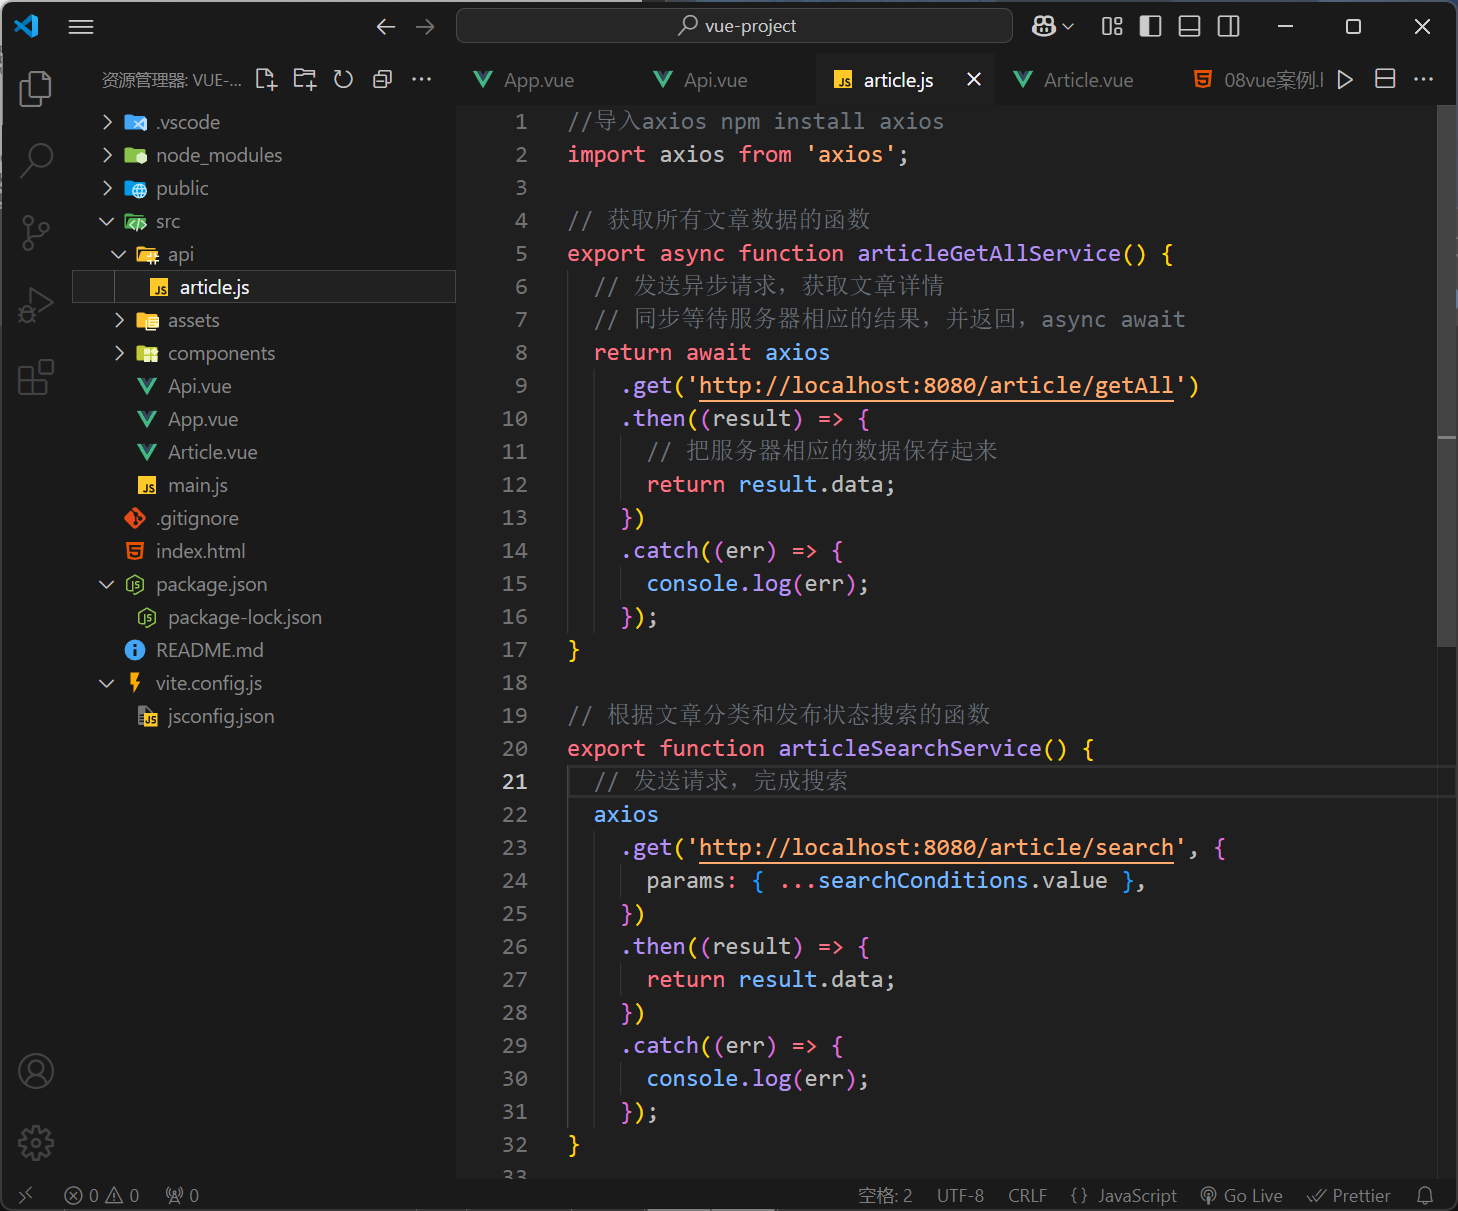 vue-project
资源管理器: VUE-...
App.vue
Api.vue
article.js
Article.vue
08vue案例.
.vscode
node_modules
public
src
api
article.js
assets
components
Api.vue
App.vue
Article.vue
main.js
.gitignore
index.html
package.json
package-lock.json
README.md
vite.config.js
jsconfig.json
1 //导入axios npm install axios
2 import axios from 'axios';
3
4 // 获取所有文章数据的函数
5 export async function articleGetAllService() {
6 // 发送异步请求，获取文章详情
7 // 同步等待服务器相应的结果，并返回，async await
8 return await axios
9 .get('http://localhost:8080/article/getAll')
10 .then((result) => {
11 // 把服务器相应的数据保存起来
12 return result.data;
13 })
14 .catch((err) => {
15 console.log(err);
16 });
17 }
18
19 // 根据文章分类和发布状态搜索的函数
20 export function articleSearchService() {
21 // 发送请求，完成搜索
22 axios
23 .get('http://localhost:8080/article/search', {
24 params: { ...searchConditions.value },
25 })
26 .then((result) => {
27 return result.data;
28 })
29 .catch((err) => {
30 console.log(err);
31 });
32 }
33
0 0 0 空格: 2 UTF-8 CRLF {} JavaScript Go Live Prettier